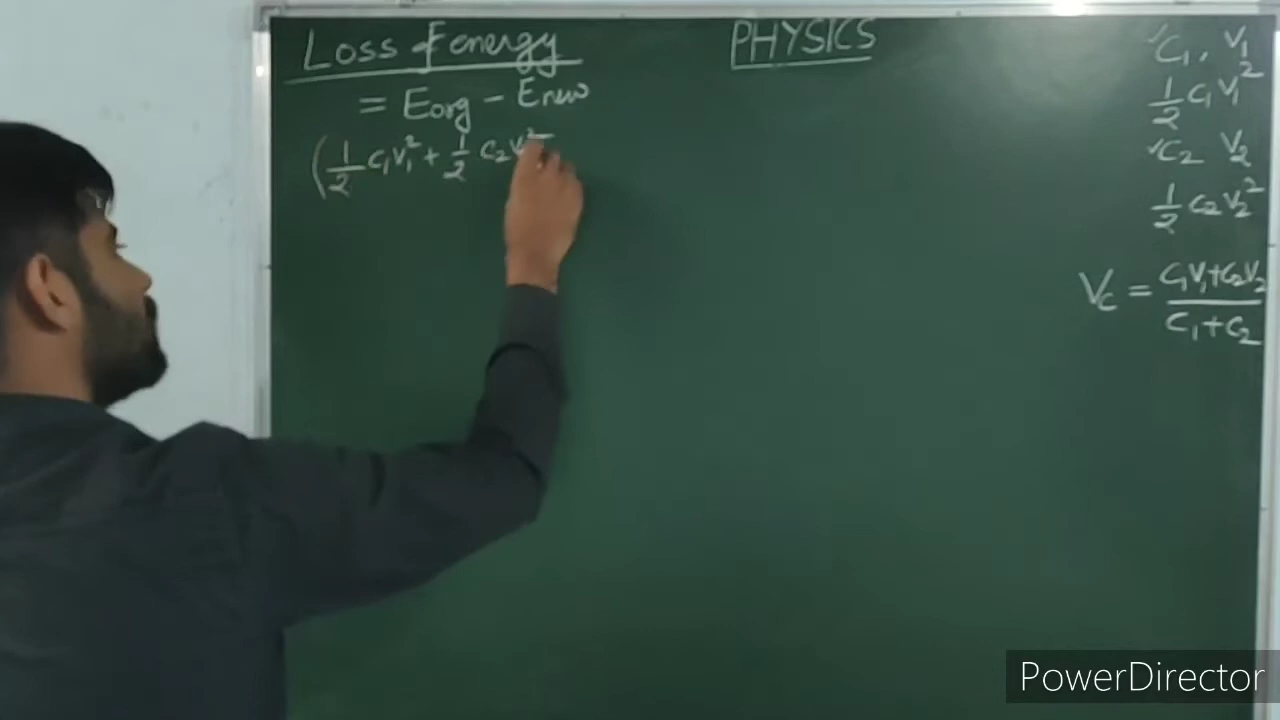 Loss of energy
= Eorg - Enew
(1/2 C₁V₁² + 1/2 C₂V₂²
PHYSICS
C₁, V₁
1/2 C₁V₁²
C₂ V₂
1/2 C₂V₂²
Vc = C₁V₁+C₂V₂ / C₁+C₂
PowerDirector